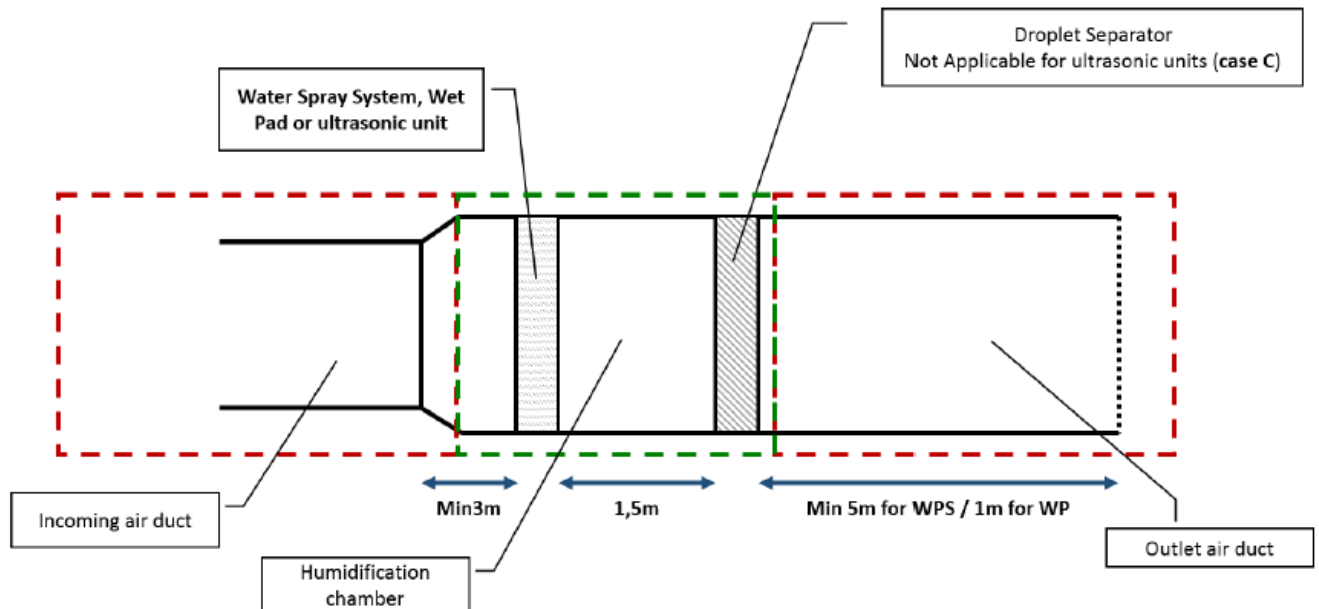 Droplet Separator
Not Applicable for ultrasonic units (case C)
Water Spray System, Wet
Pad or ultrasonic unit
Min3m
1,5m
Min 5m for WPS / 1m for WP
Incoming air duct
Outlet air duct
Humidification
chamber